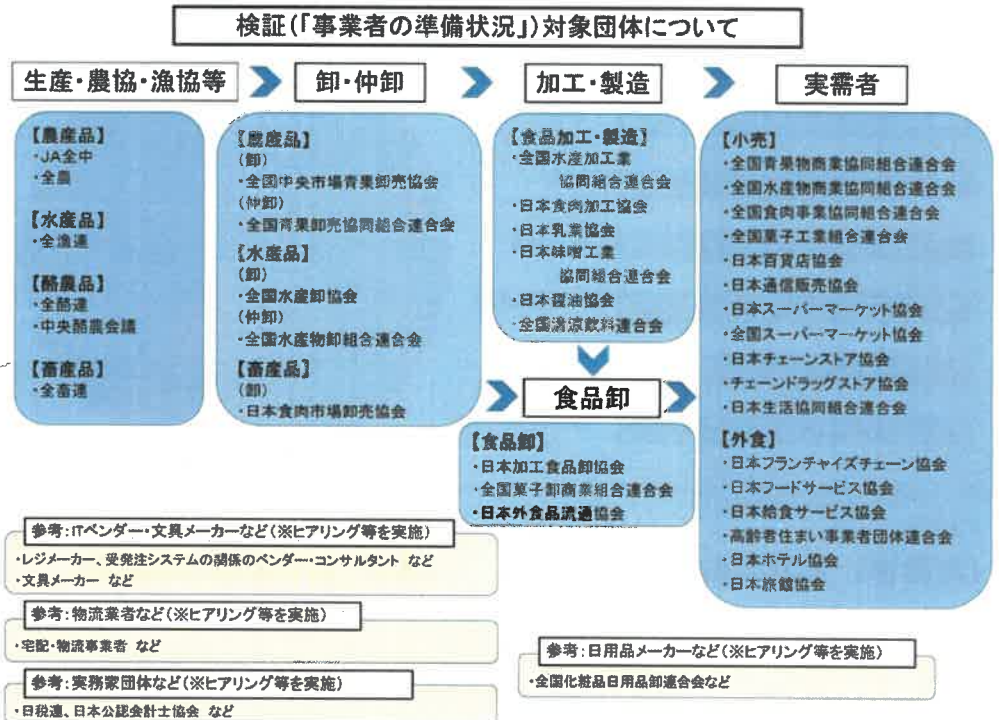 検証(「事業者の準備状況」)対象団体について
生産・農協・漁協等
卸・仲卸
加工・製造
実需者
【農産品】
・JA全中
・全農
【水産品】
・全漁連
【酪農品】
・全酪連
・中央酪農会議
【畜産品】
・全畜連
【農産品】
(卸)
・全国中央市場青果卸売協会
(仲卸)
・全国青果卸売協同組合連合会
【水産品】
(卸)
・全国水産卸協会
(仲卸)
・全国水産物卸組合連合会
【畜産品】
(卸)
・日本食肉市場卸売協会
【食品加工・製造】
・全国水産加工業
協同組合連合会
・日本食肉加工協会
・日本乳業協会
・日本味噌工業
協同組合連合会
・日本醤油協会
・全国清涼飲料連合会
食品卸
【食品卸】
・日本加工食品卸協会
・全国菓子卸商業組合連合会
・日本外食品流通協会
【小売】
・全国青果物商業協同組合連合会
・全国水産物商業協同組合連合会
・全国食肉事業協同組合連合会
・全国菓子工業組合連合会
・日本百貨店協会
・日本通信販売協会
・日本スーパーマーケット協会
・全国スーパーマーケット協会
・日本チェーンストア協会
・チェーンドラッグストア協会
・日本生活協同組合連合会
【外食】
・日本フランチャイズチェーン協会
・日本フードサービス協会
・日本給食サービス協会
・高齢者住まい事業者団体連合会
・日本ホテル協会
・日本旅館協会
参考:ITベンダー・文具メーカーなど(※ヒアリング等を実施)
・レジメーカー、受発注システムの関係のベンダー・コンサルタント など
・文具メーカー など
参考:物流業者など(※ヒアリング等を実施)
・宅配・物流事業者 など
参考:実務家団体など(※ヒアリング等を実施)
・日税連、日本公認会計士協会 など
参考:日用品メーカーなど(※ヒアリング等を実施)
・全国化粧品日用品卸連合会など